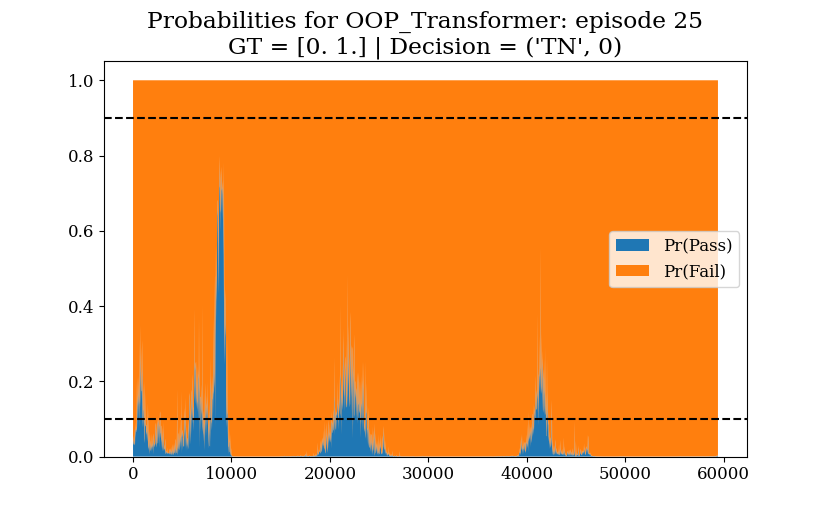 Probabilities for OOP_Transformer: episode 25
GT = [0. 1.] | Decision = ('TN', 0)
1.0
0.8
0.6
0.4
0.2
0.0
Pr(Pass)
Pr(Fail)
0 10000 20000 30000 40000 50000 60000